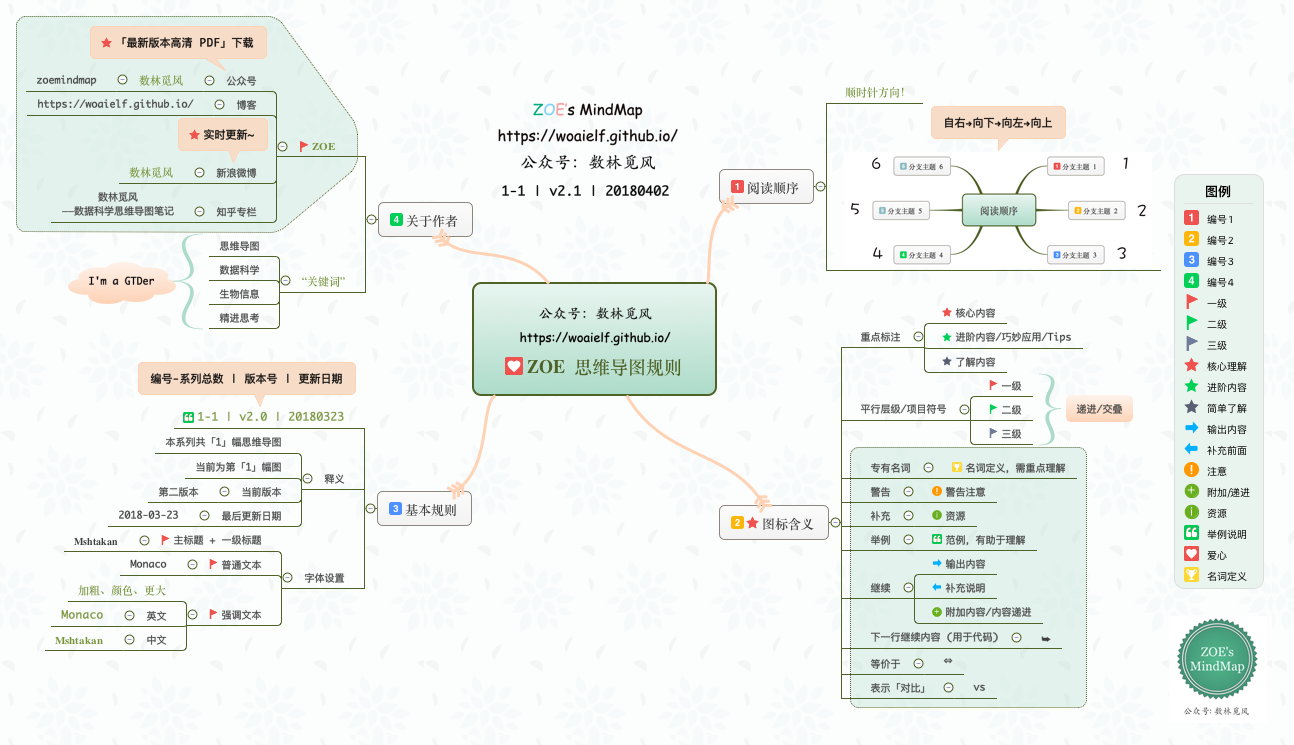 ZOE's MindMap
https://woaielf.github.io/
公众号: 数林觅风
1-1 | v2.1 | 20180402
公众号: 数林觅风
https://woaielf.github.io/
ZOE 思维导图规则
1 阅读顺序
顺时针方向!
自右→向下→向左→向上
阅读顺序
1 分支主题 1
1
2 分支主题 2
2
3 分支主题 3
3
4 分支主题 4
4
5 分支主题 5
5
6 分支主题 6
6
2 图标含义
重点标注
核心内容
进阶内容/巧妙应用/Tips
了解内容
平行层级/项目符号
一级
二级
三级
递进/交叠
专有名词
名词定义，需重点理解
警告
警告注意
补充
资源
举例
范例，有助于理解
继续
输出内容
补充说明
附加内容/内容递进
下一行继续内容 (用于代码)
➥
等价于
⇔
表示「对比」
vs
3 基本规则
编号-系列总数 | 版本号 | 更新日期
1-1 | v2.0 | 20180323
释义
本系列共「1」幅思维导图
当前为第「1」幅图
当前版本
第二版本
最后更新日期
2018-03-23
字体设置
主标题 + 一级标题
Mshtakan
普通文本
Monaco
强调文本
加粗、颜色、更大
英文
Monaco
中文
Mshtakan
4 关于作者
ZOE
「最新版本高清 PDF」下载
公众号
数林觅风
zoemindmap
博客
https://woaielf.github.io/
实时更新~
新浪微博
数林觅风
知乎专栏
数林觅风
——数据科学思维导图笔记
“关键词”
思维导图
数据科学
生物信息
精进思考
I'm a GTDer
图例
1 编号1
2 编号2
3 编号3
4 编号4
一级
二级
三级
核心理解
进阶内容
简单了解
输出内容
补充前面
注意
附加/递进
资源
举例说明
爱心
名词定义
ZOE's
MindMap
公众号: 数林觅风